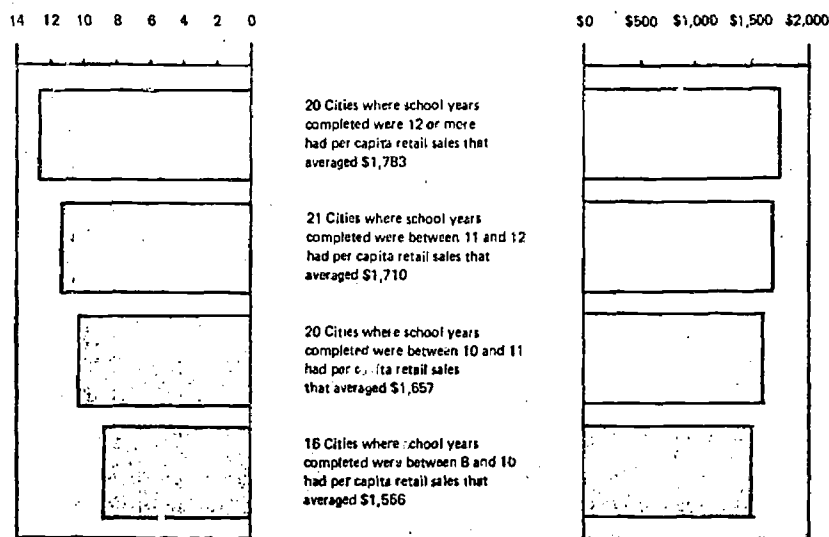 14 12 10 8 6 4 2 0
$0 $500 $1,000 $1,500 $2,000
20 Cities where school years
completed were 12 or more
had per capita retail sales that
averaged $1,783
21 Cities where school years
completed were between 11 and 12
had per capita retail sales that
averaged $1,710
20 Cities where school years
completed were between 10 and 11
had per capita retail sales
that averaged $1,657
16 Cities where school years
completed were between 8 and 10
had per capita retail sales that
averaged $1,566